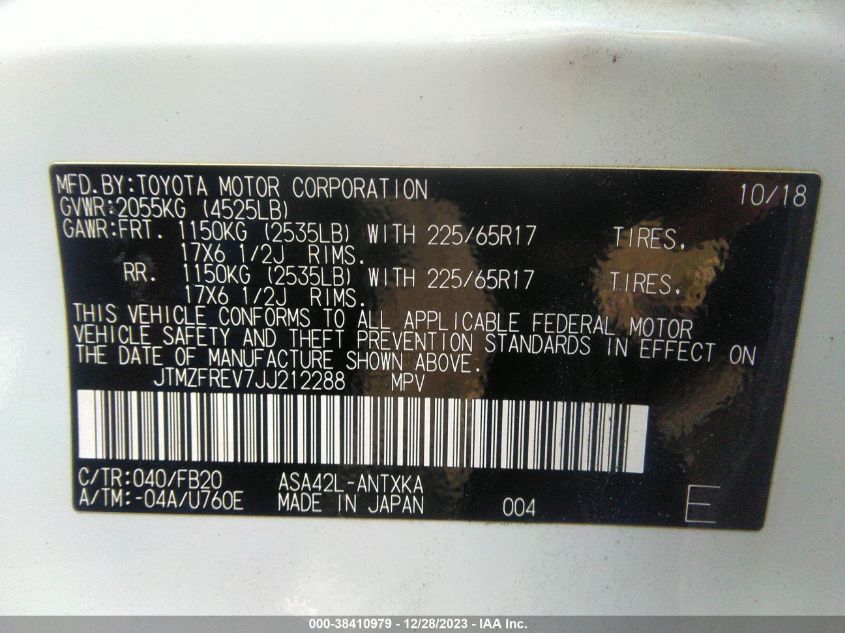 MFD.BY:TOYOTA MOTOR CORPORATION 10/18
GVWR:2055KG (4525LB)
GAWR:FRT. 1150KG (2535LB) WITH 225/65R17 TIRES,
17X6 1/2J RIMS.
RR. 1150KG (2535LB) WITH 225/65R17 TIRES,
17X6 1/2J RIMS.
THIS VEHICLE CONFORMS TO ALL APPLICABLE FEDERAL MOTOR
VEHICLE SAFETY AND THEFT PREVENTION STANDARDS IN EFFECT ON
THE DATE OF MANUFACTURE SHOWN ABOVE.
JTMZFREV7JJ212288 MPV
C/TR:040/FB20 ASA42L-ANTXKA
A/TM:-04A/U760E MADE IN JAPAN 004 E
000-38410979 - 12/28/2023 - IAA Inc.